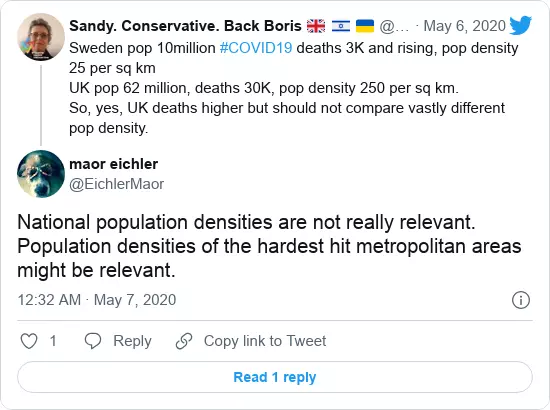 Sandy. Conservative. Back Boris 🇬🇧 🇮🇱 🇺🇦 @... · May 6, 2020
Sweden pop 10million #COVID19 deaths 3K and rising, pop density
25 per sq km
UK pop 62 million, deaths 30K, pop density 250 per sq km.
So, yes, UK deaths higher but should not compare vastly different
pop density.
maor eichler
@EichlerMaor
National population densities are not really relevant.
Population densities of the hardest hit metropolitan areas
might be relevant.
12:32 AM · May 7, 2020
1 Reply Copy link to Tweet
Read 1 reply